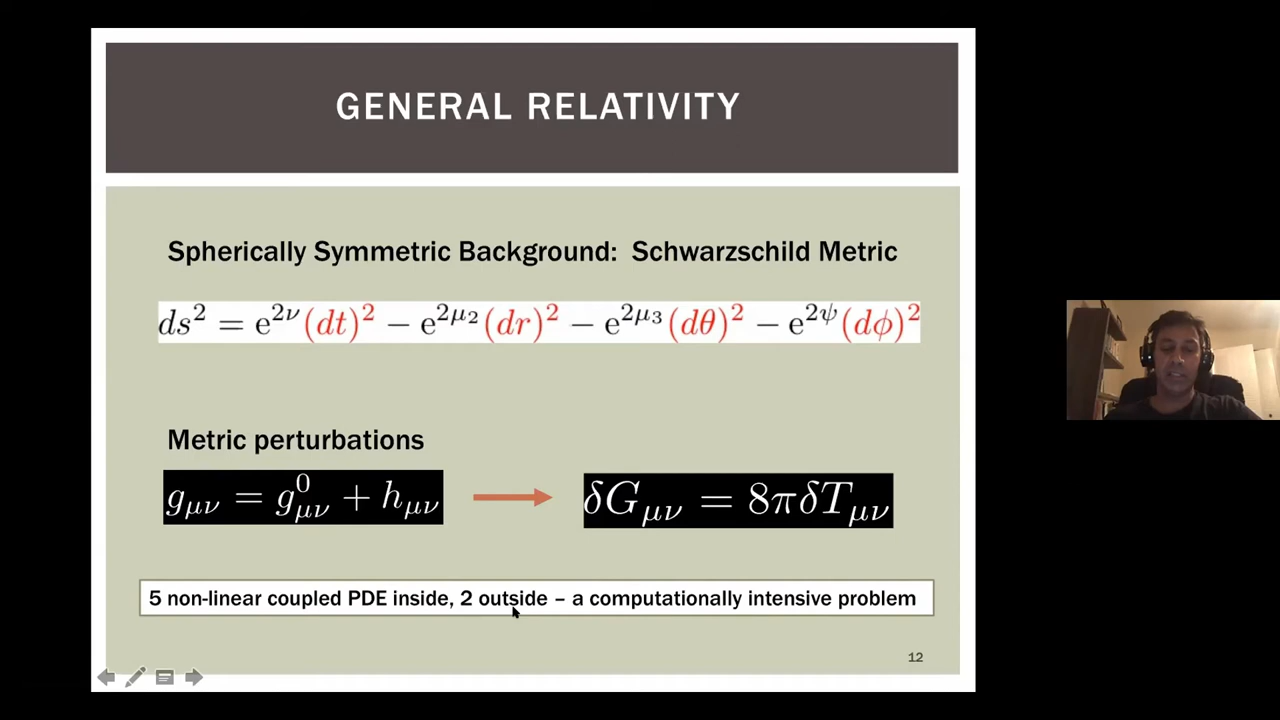 GENERAL RELATIVITY
Spherically Symmetric Background: Schwarzschild Metric
ds² = e^{2ν}(dt)² − e^{2μ₂}(dr)² − e^{2μ₃}(dθ)² − e^{2ψ}(dϕ)²
Metric perturbations
g_{μν} = g^0_{μν} + h_{μν} → δG_{μν} = 8πδT_{μν}
5 non-linear coupled PDE inside, 2 outside – a computationally intensive problem
12